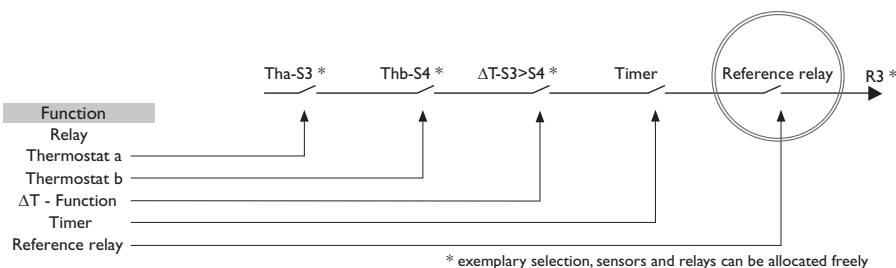 Tha-S3 * Thb-S4 * ΔT-S3>S4 * Timer Reference relay R3 *
Function
Relay
Thermostat a
Thermostat b
ΔT - Function
Timer
Reference relay
* exemplary selection, sensors and relays can be allocated freely